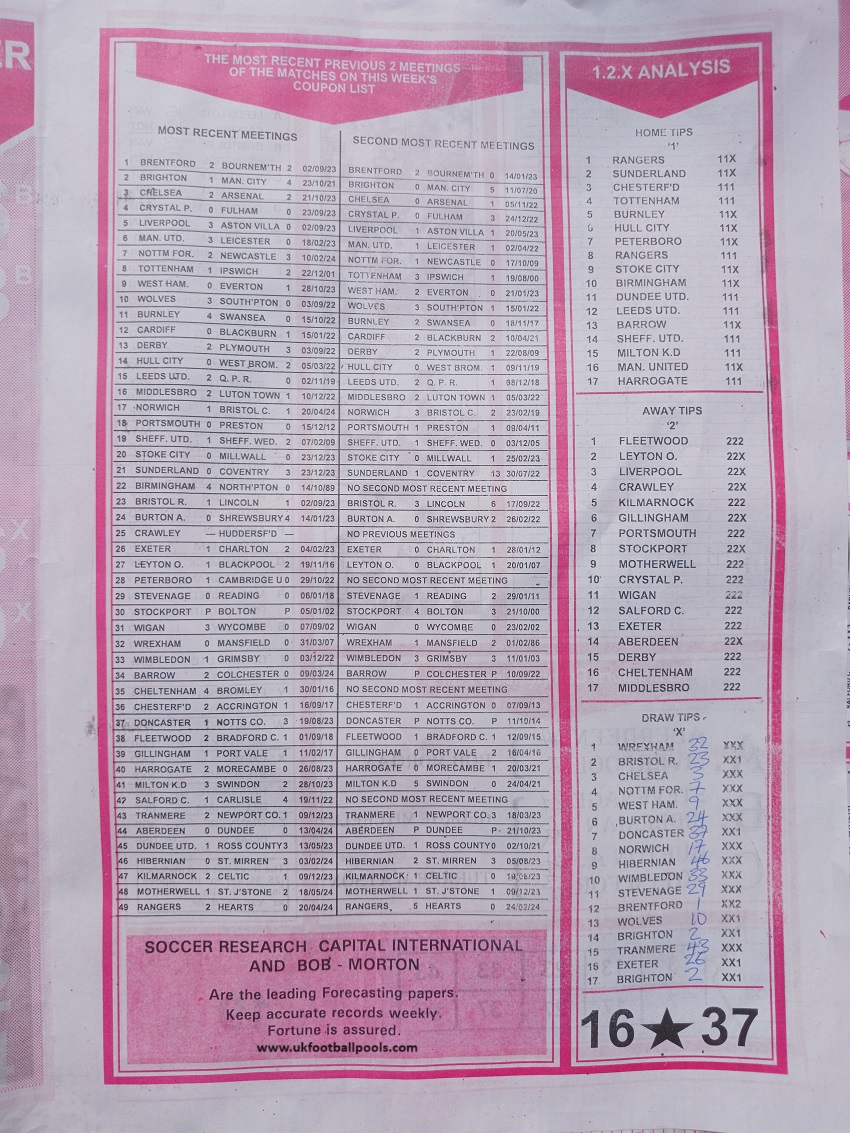 ER
THE MOST RECENT PREVIOUS 2 MEETINGS
OF THE MATCHES ON THIS WEEK'S
COUPON LIST
MOST RECENT MEETINGS SECOND MOST RECENT MEETINGS
1 BRENTFORD 2 BOURNEM'TH 2 02/09/23 BRENTFORD 2 BOURNEM'TH 0 14/01/23
2 BRIGHTON 1 MAN. CITY 4 23/10/21 BRIGHTON 0 MAN. CITY 5 11/07/20
3 CHELSEA 2 ARSENAL 2 21/10/23 CHELSEA 0 ARSENAL 1 05/11/22
4 CRYSTAL P. 0 FULHAM 0 23/09/23 CRYSTAL P. 0 FULHAM 3 24/12/22
5 LIVERPOOL 3 ASTON VILLA 0 02/09/23 LIVERPOOL 1 ASTON VILLA 1 20/05/23
6 MAN. UTD. 3 LEICESTER 0 18/02/23 MAN. UTD. 1 LEICESTER 1 02/04/22
7 NOTTM FOR. 2 NEWCASTLE 3 10/02/24 NOTTM FOR. 1 NEWCASTLE 0 17/10/09
8 TOTTENHAM 1 IPSWICH 2 22/12/01 TOTTENHAM 3 IPSWICH 1 19/08/00
9 WEST HAM. 0 EVERTON 1 28/10/23 WEST HAM. 2 EVERTON 0 21/01/23
10 WOLVES 3 SOUTH'PTON 0 03/09/22 WOLVES 3 SOUTH'PTON 1 15/01/22
11 BURNLEY 4 SWANSEA 0 15/10/22 BURNLEY 2 SWANSEA 0 18/11/17
12 CARDIFF 0 BLACKBURN 1 15/01/22 CARDIFF 2 BLACKBURN 2 10/04/21
13 DERBY 2 PLYMOUTH 3 03/09/22 DERBY 2 PLYMOUTH 1 22/08/09
14 HULL CITY 0 WEST BROM. 2 05/03/22 HULL CITY 0 WEST BROM. 1 09/11/19
15 LEEDS UTD. 2 Q. P. R. 0 02/11/19 LEEDS UTD. 2 Q. P. R. 1 98/12/18
16 MIDDLESBRO 2 LUTON TOWN 1 10/12/22 MIDDLESBRO 2 LUTON TOWN 1 05/03/22
17 NORWICH 1 BRISTOL C. 1 20/04/24 NORWICH 3 BRISTOL C. 2 23/02/19
18 PORTSMOUTH 0 PRESTON 0 15/12/12 PORTSMOUTH 1 PRESTON 1 09/04/11
19 SHEFF. UTD. 1 SHEFF. WED. 2 07/02/09 SHEFF. UTD. 1 SHEFF. WED. 0 03/12/05
20 STOKE CITY 0 MILLWALL 0 23/12/23 STOKE CITY 0 MILLWALL 1 25/02/23
21 SUNDERLAND 0 COVENTRY 3 23/12/23 SUNDERLAND 1 COVENTRY 13 30/07/22
22 BIRMINGHAM 4 NORTH'PTON 0 14/10/89 NO SECOND MOST RECENT MEETING
23 BRISTOL R. 1 LINCOLN 1 02/09/23 BRISTOL R. 3 LINCOLN 6 17/09/22
24 BURTON A. 0 SHREWSBURY 4 14/01/23 BURTON A. 0 SHREWSBURY 2 26/02/22
25 CRAWLEY — HUDDERSF'D — NO PREVIOUS MEETINGS
26 EXETER 1 CHARLTON 2 04/02/23 EXETER 0 CHARLTON 1 28/01/12
27 LEYTON O. 1 BLACKPOOL 2 19/11/16 LEYTON O. 0 BLACKPOOL 1 20/01/07
28 PETERBORO 1 CAMBRIDGE U 0 29/10/22 NO SECOND MOST RECENT MEETING
29 STEVENAGE 0 READING 0 06/01/18 STEVENAGE 1 READING 2 29/01/11
30 STOCKPORT P BOLTON P 05/01/02 STOCKPORT 4 BOLTON 3 21/10/00
31 WIGAN 3 WYCOMBE 0 07/09/02 WIGAN 0 WYCOMBE 0 23/02/02
32 WREXHAM 0 MANSFIELD 0 31/03/07 WREXHAM 1 MANSFIELD 2 01/02/86
33 WIMBLEDON 1 GRIMSBY 0 03/12/22 WIMBLEDON 3 GRIMSBY 3 11/01/03
34 BARROW 2 COLCHESTER 0 09/03/24 BARROW P COLCHESTER P 10/09/22
35 CHELTENHAM 4 BROMLEY 1 30/01/16 NO SECOND MOST RECENT MEETING
36 CHESTERF'D 2 ACCRINGTON 1 16/09/17 CHESTERF'D 1 ACCRINGTON 0 07/09/13
37 DONCASTER 1 NOTTS CO. 3 19/08/23 DONCASTER P NOTTS CO. P 11/10/14
38 FLEETWOOD 2 BRADFORD C. 1 01/09/18 FLEETWOOD 1 BRADFORD C. 1 12/09/15
39 GILLINGHAM 1 PORT VALE 1 11/02/17 GILLINGHAM 0 PORT VALE 2 16/04/16
40 HARROGATE 2 MORECAMBE 0 26/08/23 HARROGATE 0 MORECAMBE 1 20/03/21
41 MILTON K.D 3 SWINDON 2 28/10/23 MILTON K.D 5 SWINDON 0 24/04/21
42 SALFORD C. 1 CARLISLE 4 19/11/22 NO SECOND MOST RECENT MEETING
43 TRANMERE 2 NEWPORT CO. 1 09/12/23 TRANMERE 1 NEWPORT CO. 3 18/03/23
44 ABERDEEN 0 DUNDEE 0 13/04/24 ABERDEEN P DUNDEE P 21/10/23
45 DUNDEE UTD. 1 ROSS COUNTY 3 13/05/23 DUNDEE UTD. 1 ROSS COUNTY 0 02/10/21
46 HIBERNIAN 0 ST. MIRREN 3 03/02/24 HIBERNIAN 2 ST. MIRREN 3 05/08/23
47 KILMARNOCK 2 CELTIC 1 09/12/23 KILMARNOCK 1 CELTIC 0 19/08/23
48 MOTHERWELL 1 ST. J'STONE 2 18/05/24 MOTHERWELL 1 ST. J'STONE 1 09/12/23
49 RANGERS 2 HEARTS 0 20/04/24 RANGERS 5 HEARTS 0 24/02/24
SOCCER RESEARCH, CAPITAL INTERNATIONAL
AND BOB - MORTON
Are the leading Forecasting papers.
Keep accurate records weekly.
Fortune is assured.
www.ukfootballpools.com
1.2.X ANALYSIS
HOME TIPS
'1'
1 RANGERS 11X
2 SUNDERLAND 11X
3 CHESTERF'D 111
4 TOTTENHAM 111
5 BURNLEY 11X
6 HULL CITY 11X
7 PETERBORO 11X
8 RANGERS 111
9 STOKE CITY 11X
10 BIRMINGHAM 11X
11 DUNDEE UTD. 111
12 LEEDS UTD. 111
13 BARROW 11X
14 SHEFF. UTD. 111
15 MILTON K.D 111
16 MAN. UNITED 11X
17 HARROGATE 111
AWAY TIPS
'2'
1 FLEETWOOD 222
2 LEYTON O. 22X
3 LIVERPOOL 22X
4 CRAWLEY 22X
5 KILMARNOCK 222
6 GILLINGHAM 22X
7 PORTSMOUTH 222
8 STOCKPORT 22X
9 MOTHERWELL 222
10 CRYSTAL P. 222
11 WIGAN 222
12 SALFORD C. 222
13 EXETER 222
14 ABERDEEN 22X
15 DERBY 222
16 CHELTENHAM 222
17 MIDDLESBRO 222
DRAW TIPS
'X'
1 WREXHAM 32 XXX
2 BRISTOL R. 23 XX1
3 CHELSEA 3 XXX
4 NOTTM FOR. 7 XXX
5 WEST HAM. 9 XXX
6 BURTON A. 24 XXX
7 DONCASTER 37 XX1
8 NORWICH 17 XXX
9 HIBERNIAN 46 XXX
10 WIMBLEDON 33 XXX
11 STEVENAGE 29 XXX
12 BRENTFORD 1 XX2
13 WOLVES 10 XX1
14 BRIGHTON 2 XX1
15 TRANMERE 43 XXX
16 EXETER 26 XX1
17 BRIGHTON 2 XX1
16★37